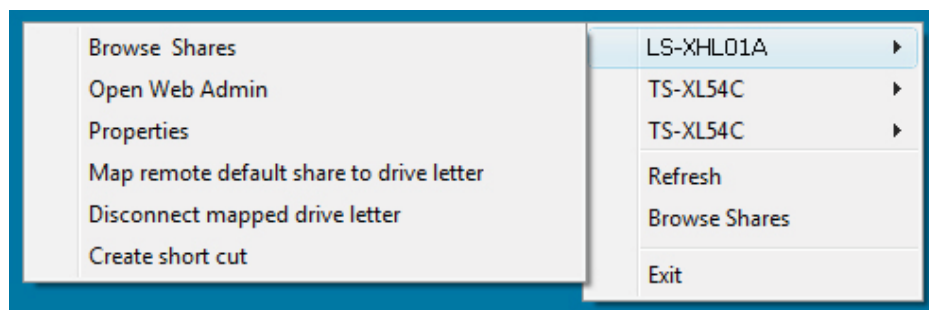 Browse  Shares
Open Web Admin
Properties
Map remote default share to drive letter
Disconnect mapped drive letter
Create short cut
LS-XHL01A
TS-XL54C
TS-XL54C
Refresh
Browse Shares
Exit